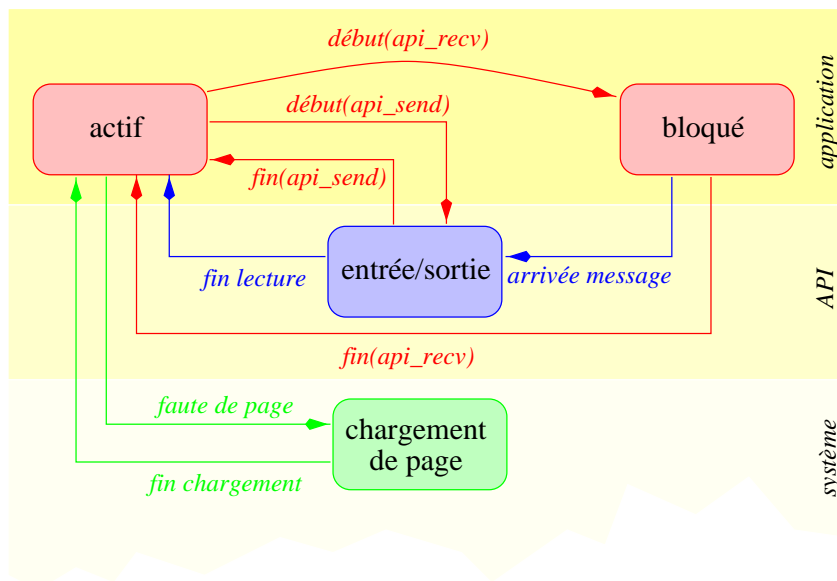 début(api_recv)
début(api_send)
actif
bloqué
application
fin(api_send)
entrée/sortie
fin lecture
arrivée message
API
fin(api_recv)
faute de page
chargement
de page
fin chargement
système